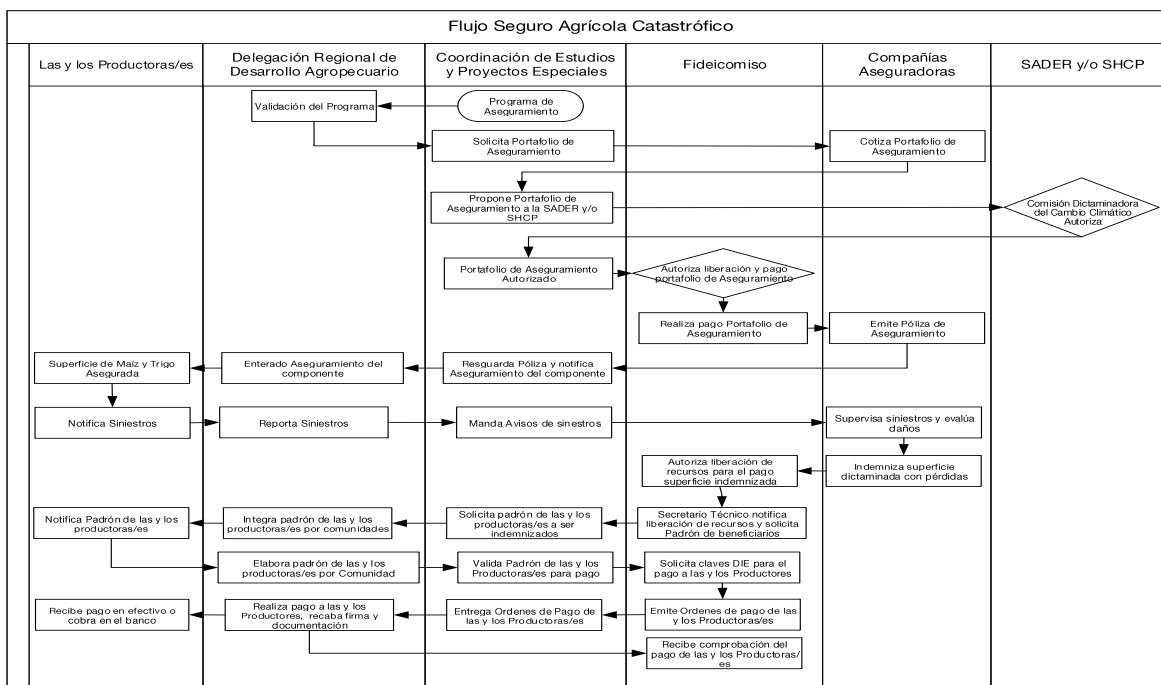 Flujo Seguro Agrícola Catastrófico
Las y los Productoras/es
Delegación Regional de
Desarrollo Agropecuario
Coordinación de Estudios
y Proyectos Especiales
Fideicomiso
Compañías
Aseguradoras
SADER y/o SHCP
Validación del Programa
Programa de
Aseguramiento
Solicita Portafolio de
Aseguramiento
Cotiza Portafolio de
Aseguramiento
Propone Portafolio de
Aseguramiento a la SADER y/o
SHCP
Comisión Dictaminadora
del Cambio Climático
Autoriza
Portafolio de Aseguramiento
Autorizado
Autoriza liberación y pago
portafolio de Aseguramiento
Realiza pago Portafolio de
Aseguramiento
Emite Póliza de
Aseguramiento
Superficie de Maíz y Trigo
Asegurada
Enterado Aseguramiento del
componente
Resguarda Póliza y notifica
Aseguramiento del componente
Notifica Siniestros
Reporta Siniestros
Manda Avisos de sinestros
Supervisa siniestros y evalúa
daños
Autoriza liberación de
recursos para el pago
superficie indemnizada
Indemniza superficie
dictaminada con pérdidas
Notifica Padrón de las y los
productoras/es
Integra padrón de las y los
productoras/es por comunidades
Solicita padrón de las y los
productoras/es a ser
indemnizados
Secretario Técnico notifica
liberación de recursos y solicita
Padrón de beneficiarios
Elabora padrón de las y los
productoras/es por Comunidad
Valida Padrón de las y los
Productoras/es para pago
Solicita claves DIE para el
pago a las y los Productores
Recibe pago en efectivo o
cobra en el banco
Realiza pago a las y los
Productores, recaba firma y
documentación
Entrega Ordenes de Pago de
las y los Productoras/es
Emite Ordenes de pago de las
y los Productoras/es
Recibe comprobación del
pago de las y los Productoras/
es